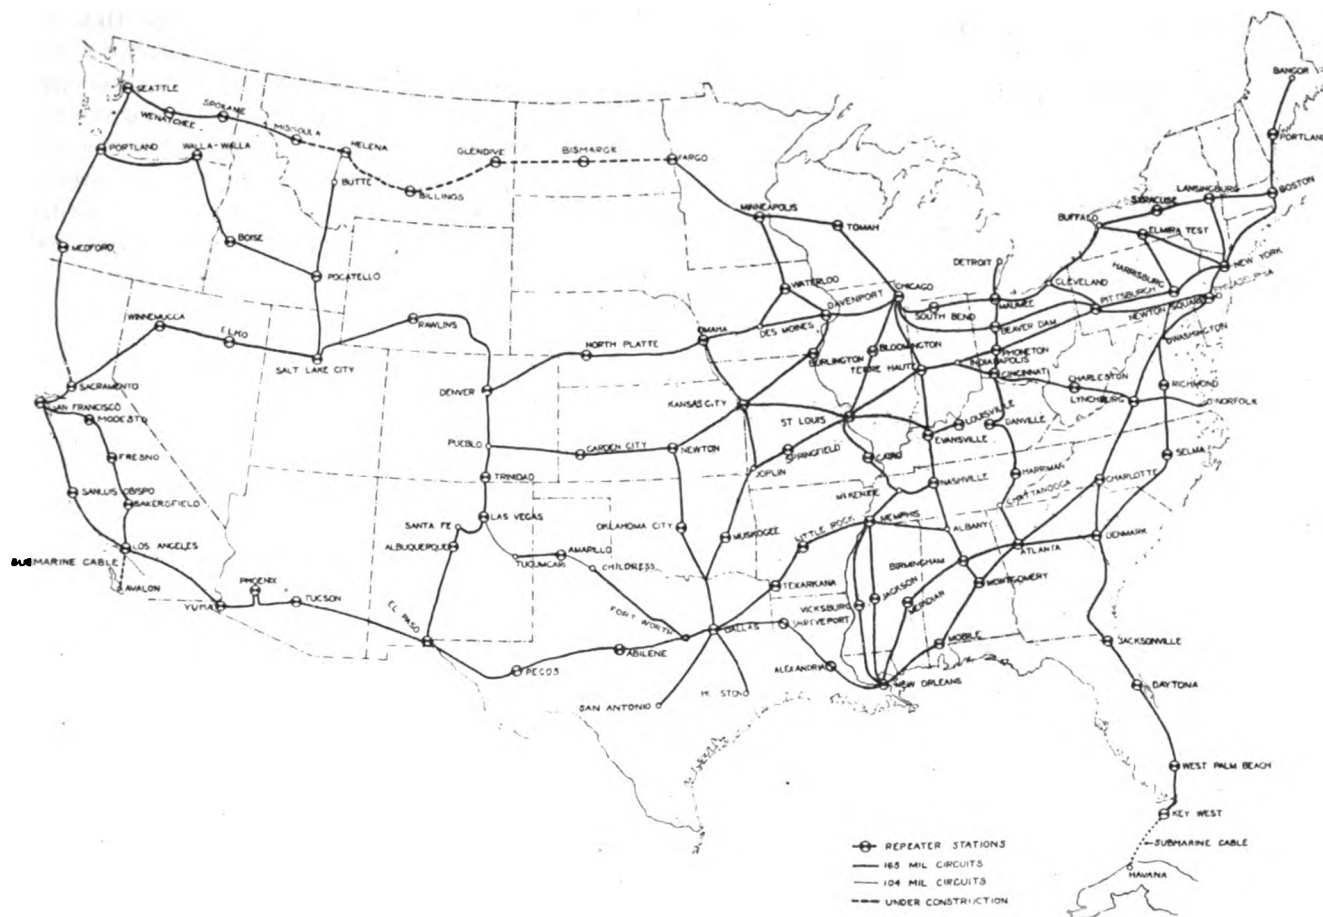 BANGOR
SEATTLE
SPOKANE
WENATCHEE
MISSOULA
PORTLAND
HELENA
PORTLAND
WALLA-WALLA
GLENDIVE
BISMARCK
FARGO
BUTTE
BILLINGS
LANSINGBURG
BOSTON
SYRACUSE
MINNEAPOLIS
BUFFALO
TOMAH
ELMIRA TEST
MEDFORD
BOISE
DETROIT
NEW YORK
POCATELLO
CLEVELAND
HARRISBURG
WATERLOO
CHICAGO
PITTSBURGH
MAUMEE
DAVENPORT
SOUTH BEND
NEWTON SQUARE
WINNEMUCCA
RAWLINS
ELKO
OMAHA
DES MOINES
BEAVER DAM
WASHINGTON
NORTH PLATTE
BURLINGTON
BLOOMINGTON
PHONETON
INDIANAPOLIS
SALT LAKE CITY
TERRE HAUTE
CINCINNATI
SACRAMENTO
DENVER
CHARLESTON
RICHMOND
SAN FRANCISCO
KANSAS CITY
LYNCHBURG
NORFOLK
MODESTO
ST LOUIS
LOUISVILLE
DANVILLE
PUEBLO
GARDEN CITY
NEWTON
EVANSVILLE
FRESNO
SPRINGFIELD
CAIRO
SELMA
JOPLIN
HARRIMAN
TRINIDAD
CHARLOTTE
SAN LUIS OBISPO
NASHVILLE
BAKERSFIELD
MCKENZIE
CHATTANOOGA
LAS VEGAS
SANTA FE
OKLAHOMA CITY
MEMPHIS
LITTLE ROCK
ALBANY
MUSKOGEE
DENMARK
LOS ANGELES
ALBUQUERQUE
AMARILLO
ATLANTA
SUBMARINE CABLE
TUCUMCARI
CHILDRESS
BIRMINGHAM
AVALON
PHOENIX
TEXARKANA
MONTGOMERY
YUMA
TUCSON
JACKSON
VICKSBURG
MERIDIAN
EL PASO
FORT WORTH
DALLAS
SHREVEPORT
MOBILE
JACKSONVILLE
ABILENE
PECOS
ALEXANDRIA
NEW ORLEANS
DAYTONA
SAN ANTONIO
WEST PALM BEACH
KEY WEST
REPEATER STATIONS
SUBMARINE CABLE
165 MIL CIRCUITS
HAVANA
104 MIL CIRCUITS
UNDER CONSTRUCTION